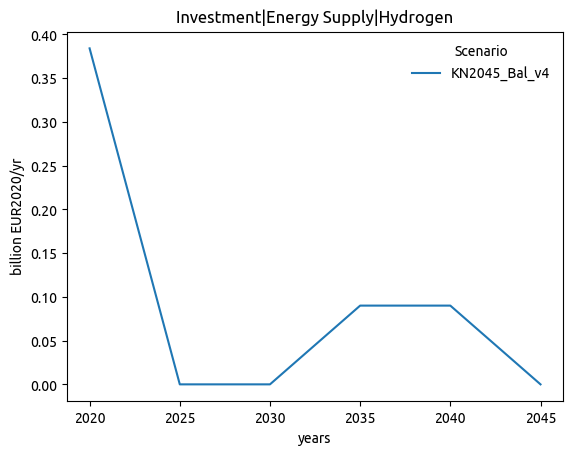 Investment|Energy Supply|Hydrogen
Scenario
KN2045_Bal_v4
billion EUR2020/yr
0.40
0.35
0.30
0.25
0.20
0.15
0.10
0.05
0.00
2020 2025 2030 2035 2040 2045
years